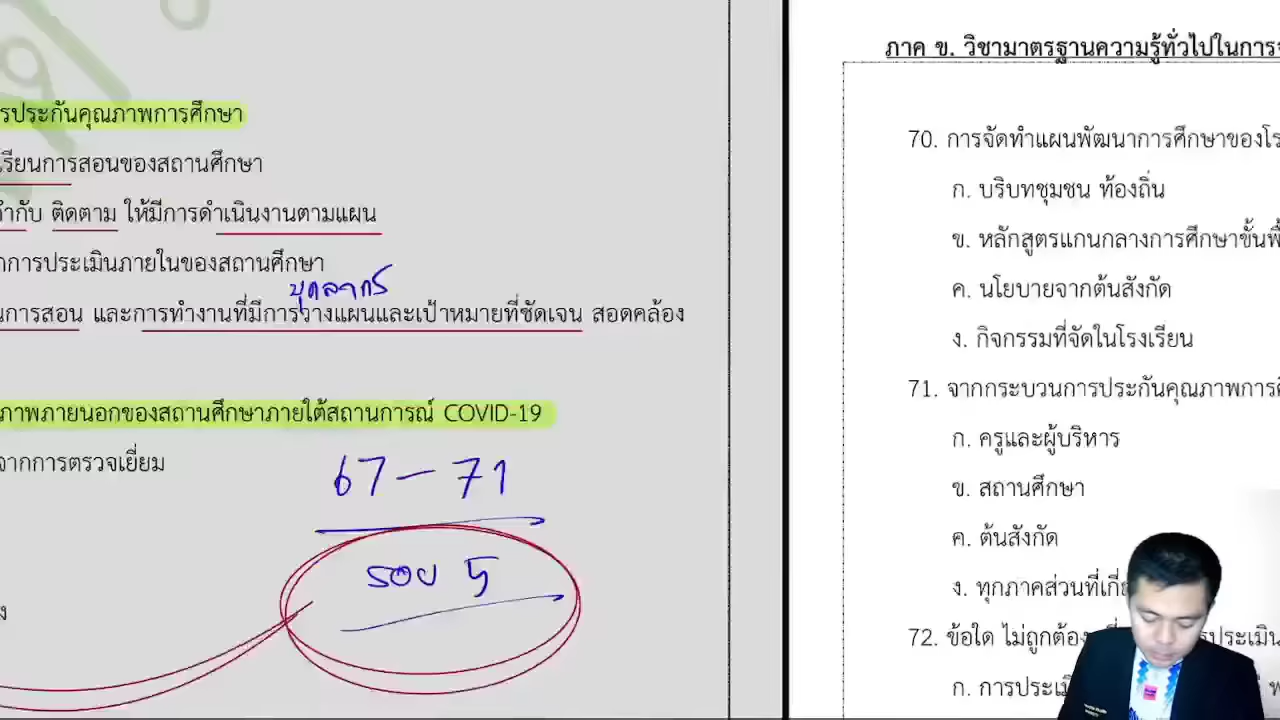 รประกันคุณภาพการศึกษา
เรียนการสอนของสถานศึกษา
กำกับ ติดตาม ให้มีการดำเนินงานตามแผน
การประเมินภายในของสถานศึกษา
บุคลากร
นการสอน และการทำงานที่มีการวางแผนและเป้าหมายที่ชัดเจน สอดคล้อง
ภาพภายนอกของสถานศึกษาภายใต้สถานการณ์ COVID-19
จากการตรวจเยี่ยม
67 - 71
รอบ 5
ภาค ข. วิชามาตรฐานความรู้ทั่วไปในการ
70. การจัดทำแผนพัฒนาการศึกษาของโร
ก. บริบทชุมชน ท้องถิ่น
ข. หลักสูตรแกนกลางการศึกษาขั้นพื้
ค. นโยบายจากต้นสังกัด
ง. กิจกรรมที่จัดในโรงเรียน
71. จากกระบวนการประกันคุณภาพการศึ
ก. ครูและผู้บริหาร
ข. สถานศึกษา
ค. ต้นสังกัด
ง. ทุกภาคส่วนที่เกี่
72. ข้อใด ไม่ถูกต้อง รประเมิน
ก. การประเมิ